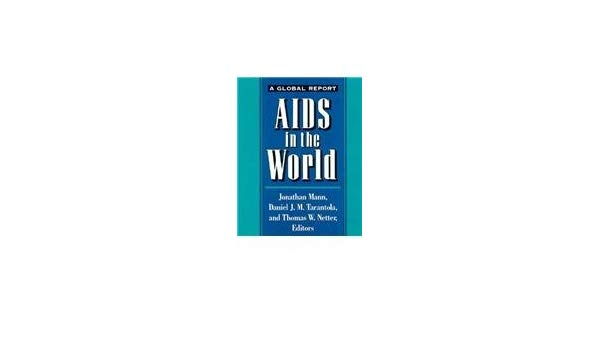 A GLOBAL REPORT
AIDS
in the
World
Jonathan Mann,
Daniel J. M. Tarantola,
and Thomas W. Netter,
Editors